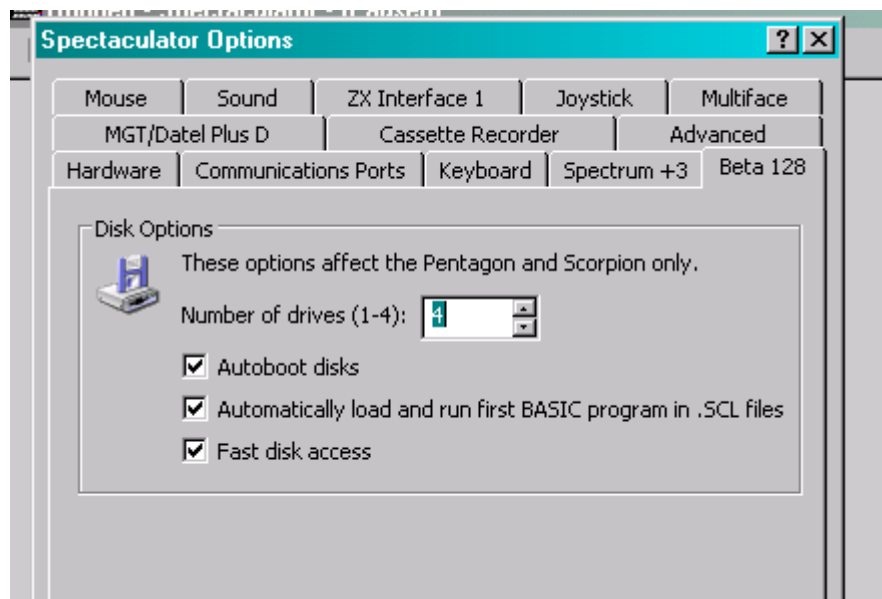 Spectaculator Options
Mouse Sound ZX Interface 1 Joystick Multiface
MGT/Datel Plus D Cassette Recorder Advanced
Hardware Communications Ports Keyboard Spectrum +3 Beta 128
Disk Options
These options affect the Pentagon and Scorpion only.
Number of drives (1-4): 4
Autoboot disks
Automatically load and run first BASIC program in .SCL files
Fast disk access